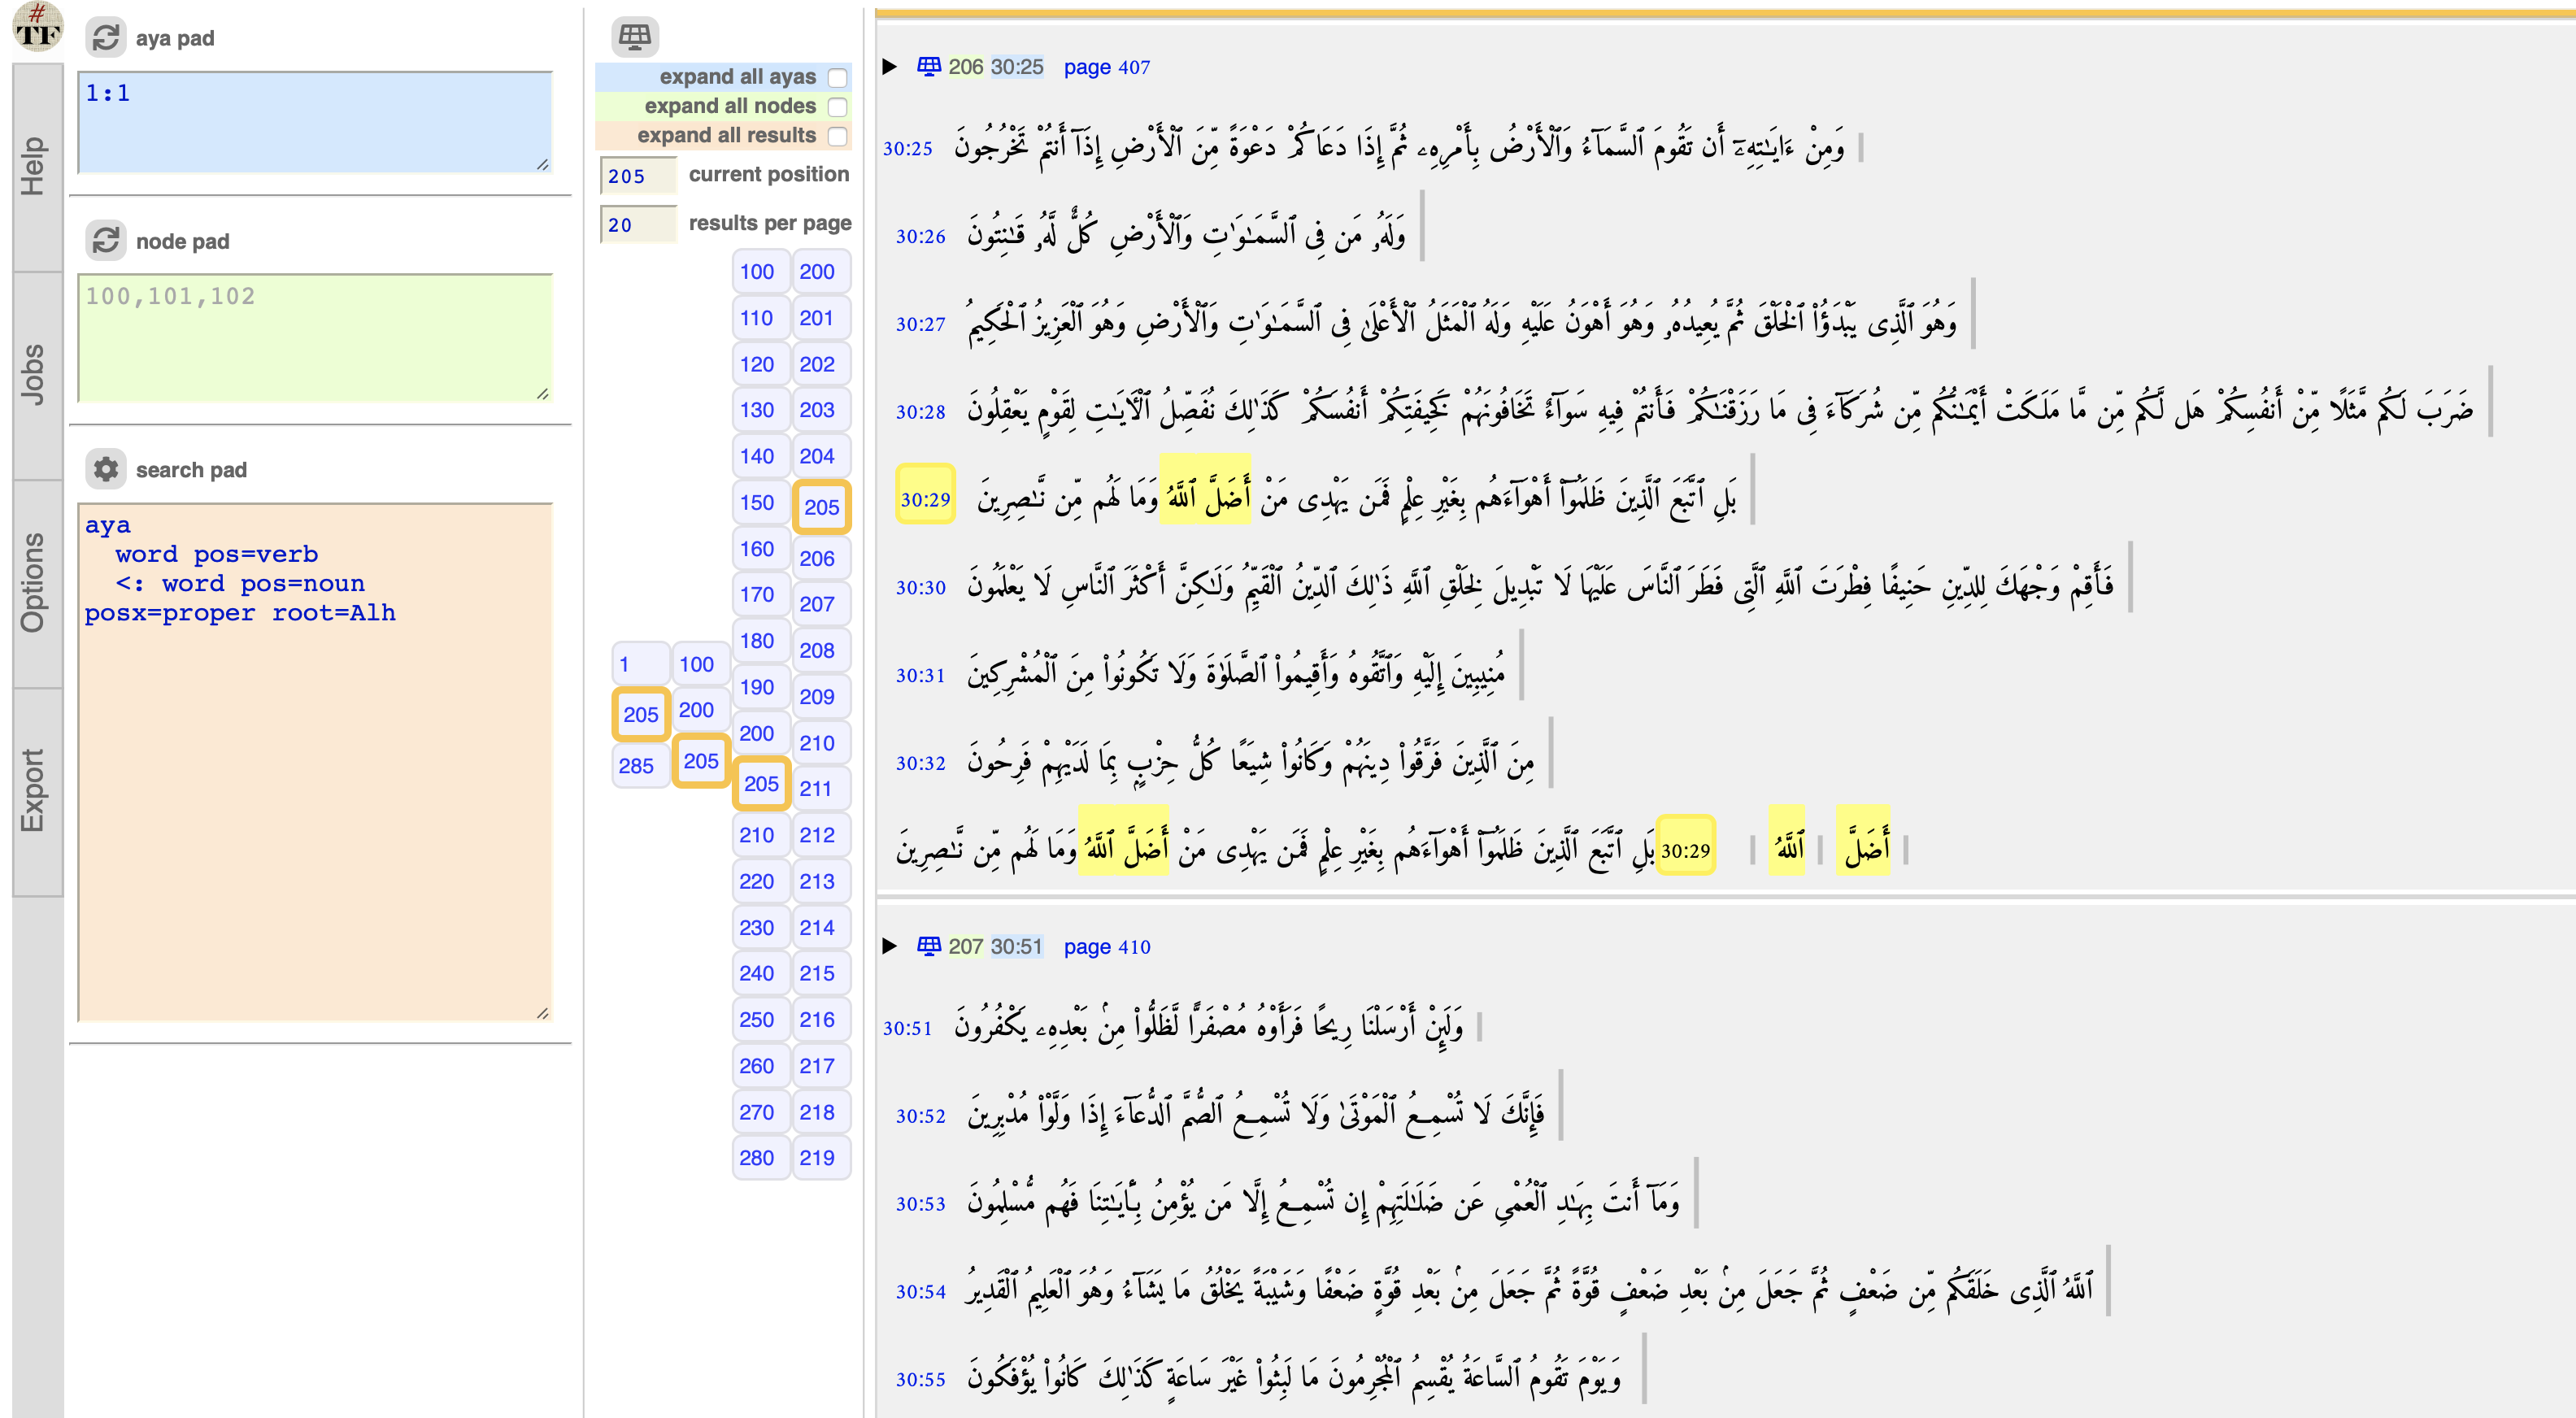 #
TF
Help
Jobs
Options
Export
aya pad
1:1
node pad
100,101,102
search pad
aya
word pos=verb
<: word pos=noun
posx=proper root=Alh
expand all ayas
expand all nodes
expand all results
205 current position
20 results per page
1
205
285
100
200
205
100
110
120
130
140
150
160
170
180
190
200
205
210
220
230
240
250
260
270
280
200
201
202
203
204
205
206
207
208
209
210
211
212
213
214
215
216
217
218
219
206 30:25 page 407
30:25 وَمِنْ ءَايَـٰتِهِۦٓ أَن تَقُومَ ٱلسَّمَآءُ وَٱلْأَرْضُ بِأَمْرِهِۦ ثُمَّ إِذَا دَعَاكُمْ دَعْوَةً مِّنَ ٱلْأَرْضِ إِذَآ أَنتُمْ تَخْرُجُونَ
30:26 وَلَهُۥ مَن فِى ٱلسَّمَـٰوَٰتِ وَٱلْأَرْضِ كُلٌّ لَّهُۥ قَـٰنِتُونَ
30:27 وَهُوَ ٱلَّذِى يَبْدَؤُا۟ ٱلْخَلْقَ ثُمَّ يُعِيدُهُۥ وَهُوَ أَهْوَنُ عَلَيْهِ وَلَهُ ٱلْمَثَلُ ٱلْأَعْلَىٰ فِى ٱلسَّمَـٰوَٰتِ وَٱلْأَرْضِ وَهُوَ ٱلْعَزِيزُ ٱلْحَكِيمُ
30:28 ضَرَبَ لَكُم مَّثَلًا مِّنْ أَنفُسِكُمْ هَل لَّكُم مِّن مَّا مَلَكَتْ أَيْمَـٰنُكُم مِّن شُرَكَآءَ فِى مَا رَزَقْنَـٰكُمْ فَأَنتُمْ فِيهِ سَوَآءٌ تَخَافُونَهُمْ كَخِيفَتِكُمْ أَنفُسَكُمْ كَذَٰلِكَ نُفَصِّلُ ٱلْـَٔايَـٰتِ لِقَوْمٍ يَعْقِلُونَ
30:29 بَلِ ٱتَّبَعَ ٱلَّذِينَ ظَلَمُوٓا۟ أَهْوَآءَهُم بِغَيْرِ عِلْمٍ فَمَن يَهْدِى مَنْ أَضَلَّ ٱللَّهُ وَمَا لَهُم مِّن نَّـٰصِرِينَ
30:30 فَأَقِمْ وَجْهَكَ لِلدِّينِ حَنِيفًا فِطْرَتَ ٱللَّهِ ٱلَّتِى فَطَرَ ٱلنَّاسَ عَلَيْهَا لَا تَبْدِيلَ لِخَلْقِ ٱللَّهِ ذَٰلِكَ ٱلدِّينُ ٱلْقَيِّمُ وَلَـٰكِنَّ أَكْثَرَ ٱلنَّاسِ لَا يَعْلَمُونَ
30:31 مُنِيبِينَ إِلَيْهِ وَٱتَّقُوهُ وَأَقِيمُوا۟ ٱلصَّلَوٰةَ وَلَا تَكُونُوا۟ مِنَ ٱلْمُشْرِكِينَ
30:32 مِنَ ٱلَّذِينَ فَرَّقُوا۟ دِينَهُمْ وَكَانُوا۟ شِيَعًا كُلُّ حِزْبٍۭ بِمَا لَدَيْهِمْ فَرِحُونَ
أَضَلَّ ٱللَّهُ 30:29 بَلِ ٱتَّبَعَ ٱلَّذِينَ ظَلَمُوٓا۟ أَهْوَآءَهُم بِغَيْرِ عِلْمٍ فَمَن يَهْدِى مَنْ أَضَلَّ ٱللَّهُ وَمَا لَهُم مِّن نَّـٰصِرِينَ
207 30:51 page 410
30:51 وَلَئِنْ أَرْسَلْنَا رِيحًا فَرَأَوْهُ مُصْفَرًّا لَّظَلُّوا۟ مِنۢ بَعْدِهِۦ يَكْفُرُونَ
30:52 فَإِنَّكَ لَا تُسْمِعُ ٱلْمَوْتَىٰ وَلَا تُسْمِعُ ٱلصُّمَّ ٱلدُّعَآءَ إِذَا وَلَّوْا۟ مُدْبِرِينَ
30:53 وَمَآ أَنتَ بِهَـٰدِ ٱلْعُمْىِ عَن ضَلَـٰلَتِهِمْ إِن تُسْمِعُ إِلَّا مَن يُؤْمِنُ بِـَٔايَـٰتِنَا فَهُم مُّسْلِمُونَ
30:54 ٱللَّهُ ٱلَّذِى خَلَقَكُم مِّن ضَعْفٍ ثُمَّ جَعَلَ مِنۢ بَعْدِ ضَعْفٍ قُوَّةً ثُمَّ جَعَلَ مِنۢ بَعْدِ قُوَّةٍ ضَعْفًا وَشَيْبَةً يَخْلُقُ مَا يَشَآءُ وَهُوَ ٱلْعَلِيمُ ٱلْقَدِيرُ
30:55 وَيَوْمَ تَقُومُ ٱلسَّاعَةُ يُقْسِمُ ٱلْمُجْرِمُونَ مَا لَبِثُوا۟ غَيْرَ سَاعَةٍ كَذَٰلِكَ كَانُوا۟ يُؤْفَكُونَ